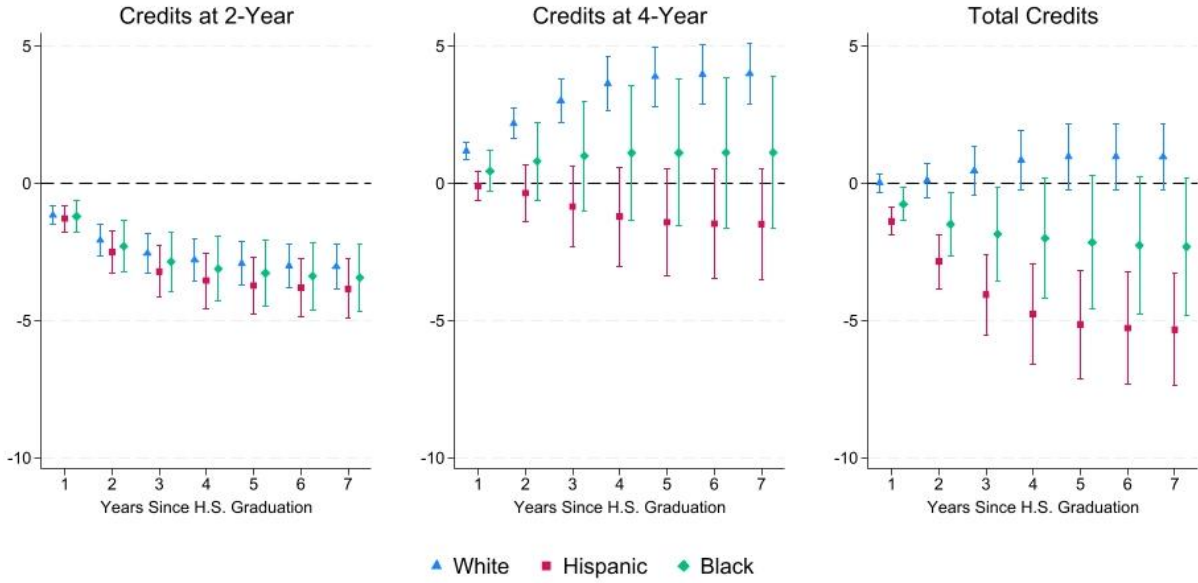 Credits at 2-Year
5
0
-5
-10
1 2 3 4 5 6 7
Years Since H.S. Graduation
Credits at 4-Year
5
0
-5
-10
1 2 3 4 5 6 7
Years Since H.S. Graduation
Total Credits
5
0
-5
-10
1 2 3 4 5 6 7
Years Since H.S. Graduation
White Hispanic Black